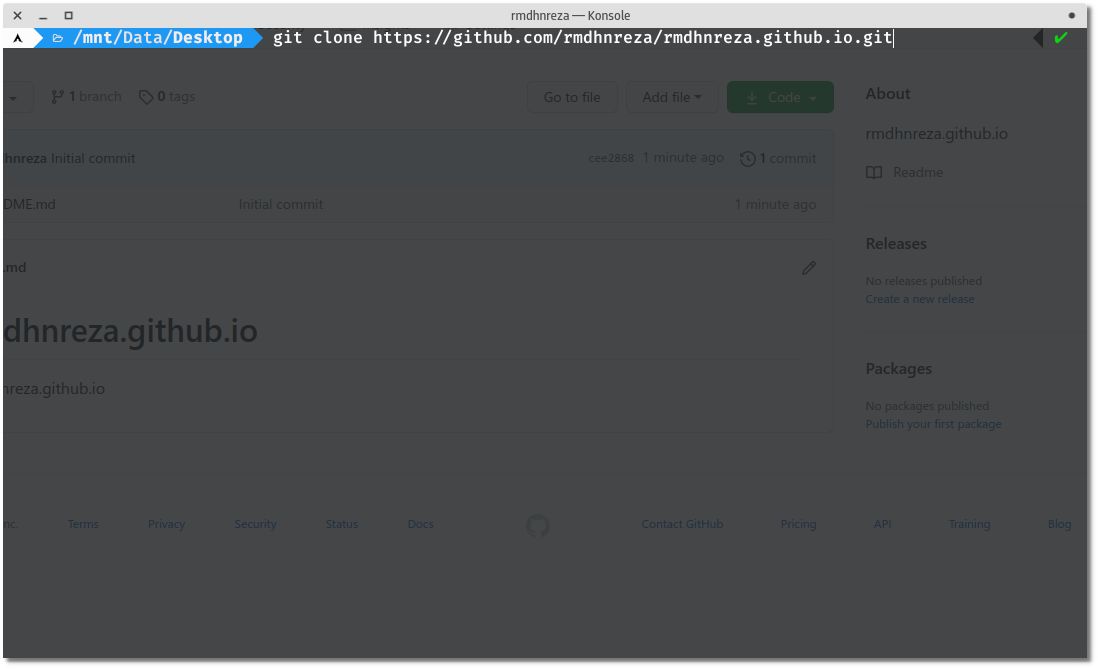 rmdhnreza — Konsole
/mnt/Data/Desktop git clone https://github.com/rmdhnreza/rmdhnreza.github.io.git
1 branch 0 tags Go to file Add file Code
hnreza Initial commit cee2868 1 minute ago 1 commit
DME.md Initial commit 1 minute ago
.md
dhnreza.github.io
nreza.github.io
About
rmdhnreza.github.io
Readme
Releases
No releases published
Create a new release
Packages
No packages published
Publish your first package
nc. Terms Privacy Security Status Docs Contact GitHub Pricing API Training Blog